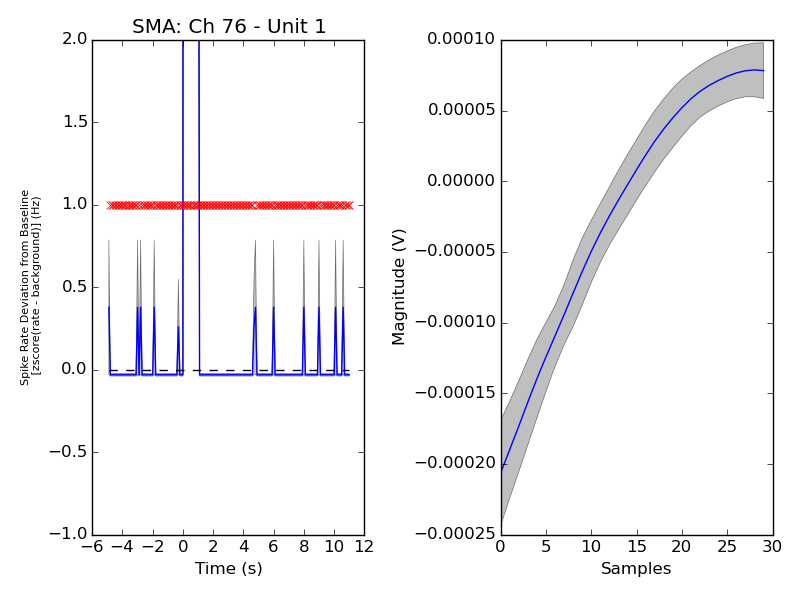 SMA: Ch 76 - Unit 1
2.0
1.5
1.0
0.5
0.0
−0.5
−1.0
−6 −4 −2 0 2 4 6 8 10 12
Time (s)
Spike Rate Deviation from Baseline
[zscore(rate - background)] (Hz)
0.00010
0.00005
0.00000
−0.00005
−0.00010
−0.00015
−0.00020
−0.00025
0 5 10 15 20 25 30
Samples
Magnitude (V)